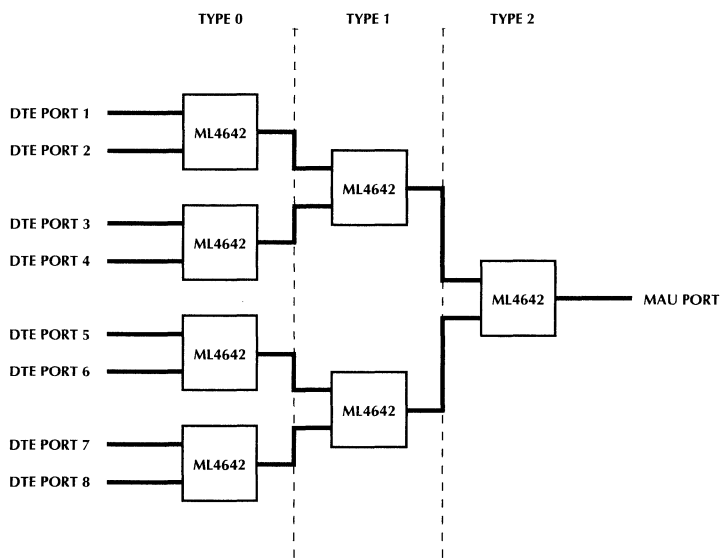 TYPE 0
TYPE 1
TYPE 2
DTE PORT 1
DTE PORT 2
ML4642
DTE PORT 3
DTE PORT 4
ML4642
DTE PORT 5
DTE PORT 6
ML4642
DTE PORT 7
DTE PORT 8
ML4642
ML4642
ML4642
ML4642
MAU PORT